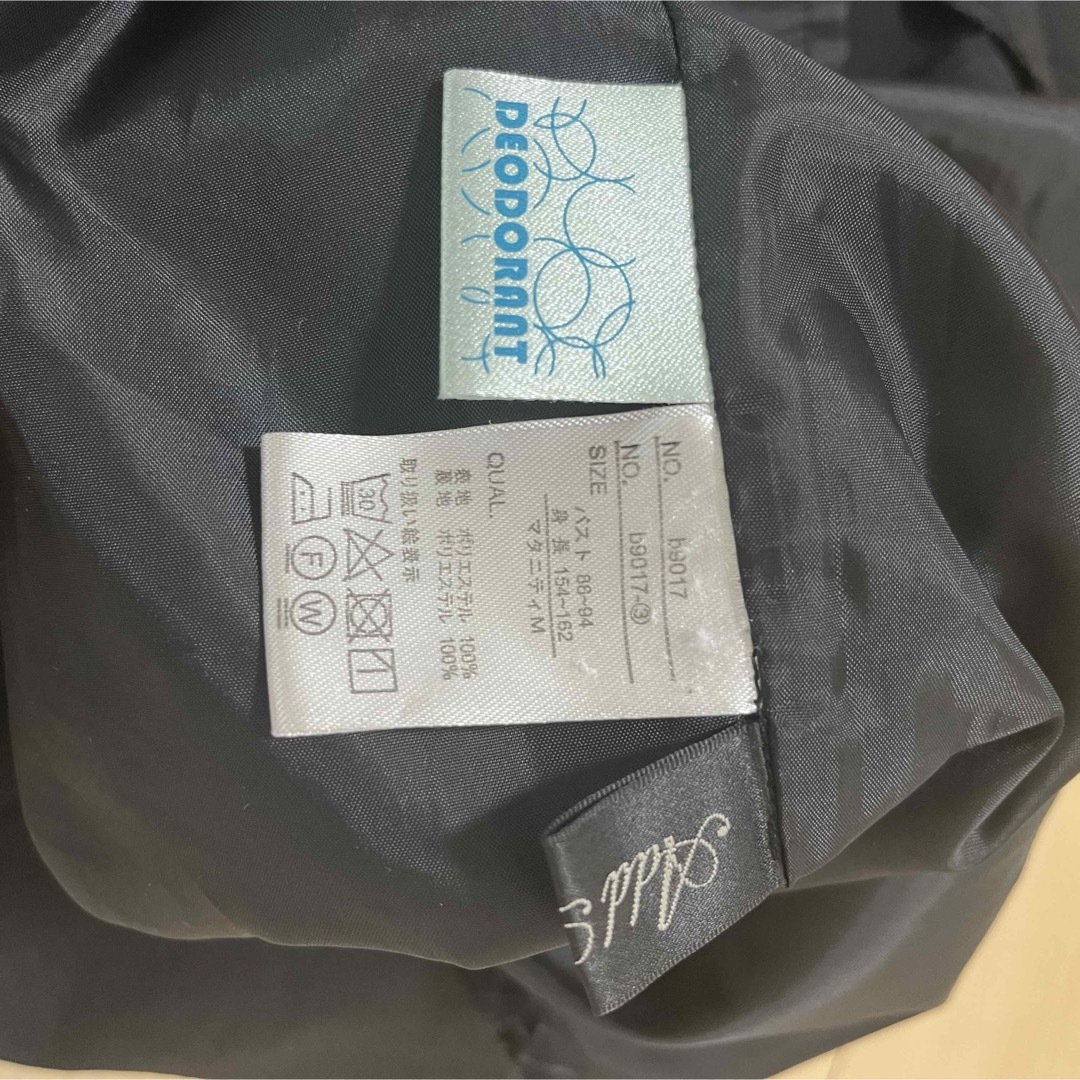 DEODORANT
NO. b9017
NO. b9017-③
SIZE
バスト 86~94
身長 154~162
マタニティM
QUAL.
表地 ポリエステル 100%
裏地 ポリエステル 100%
取り扱い絵表示
30
F
W
Add